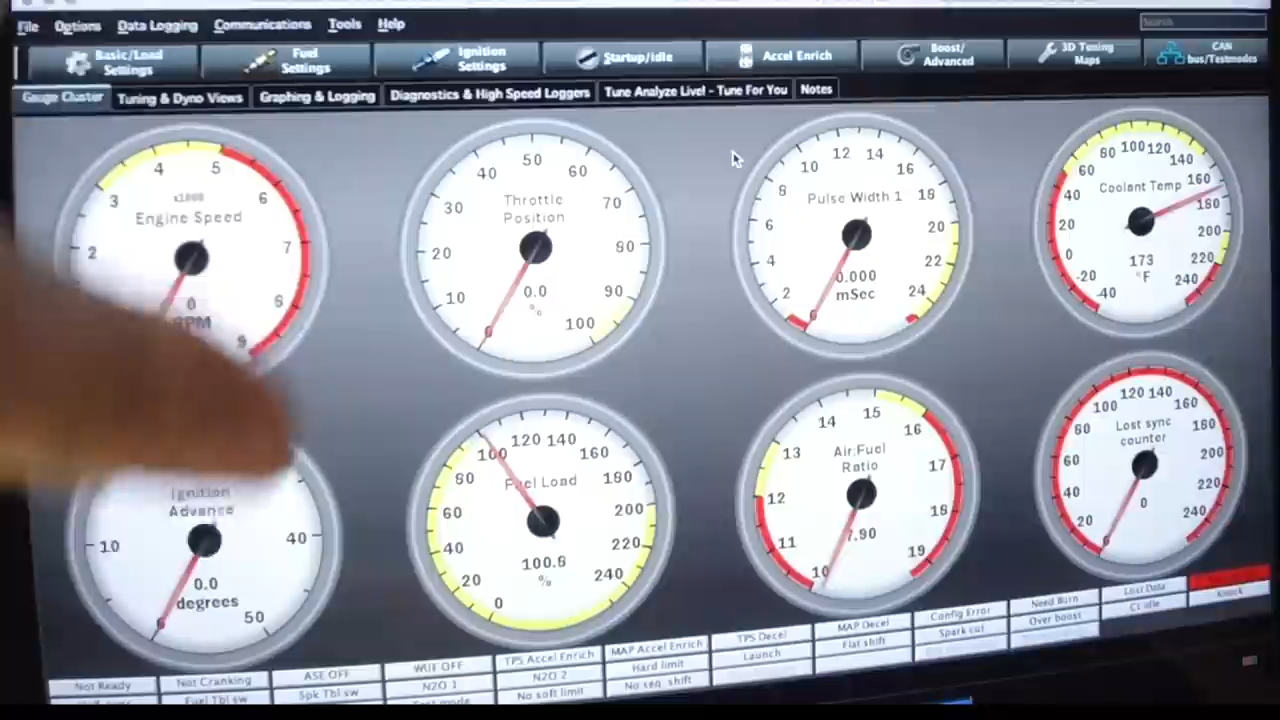 File Options Data Logging Communications Tools Help
Search
Basic/Load Settings
Fuel Settings
Ignition Settings
Startup/Idle
Accel Enrich
Boost/Advanced
3D Tuning Maps
CAN bus/Testmodes
Gauge Cluster
Tuning & Dyno Views
Graphing & Logging
Diagnostics & High Speed Loggers
Tune Analyze Live! - Tune For You
Notes
2 3 4 5 6 7
x1000
Engine Speed
0
RPM
10 20 30 40 50 60 70 80 90 100
Throttle
Position
0.0
%
2 4 6 8 10 12 14 16 18 20 22 24
Pulse Width 1
0.000
mSec
-40 -20 0 20 40 60 80 100 120 140 160 180 200 220 240
Coolant Temp
173
°F
10 40 50
Ignition
Advance
0.0
degrees
0 20 40 60 80 100 120 140 160 180 200 220 240
Fuel Load
100.6
%
10 11 12 13 14 15 16 17 18 19
Air:Fuel
Ratio
7.90
20 40 60 80 100 120 140 160 180 200 220 240
Lost sync
counter
0
Not Ready
Not Cranking
ASE OFF
WUE OFF
TPS Accel Enrich
MAP Accel Enrich
TPS Decel
MAP Decel
Config Error
Need Burn
Lost Data
Fuel Tbl sw
Spk Tbl sw
N2O 1
N2O 2
Hard limit
Launch
Flat shift
Spark cut
Over boost
CL idle
Knock
No soft limit
No seq. shift